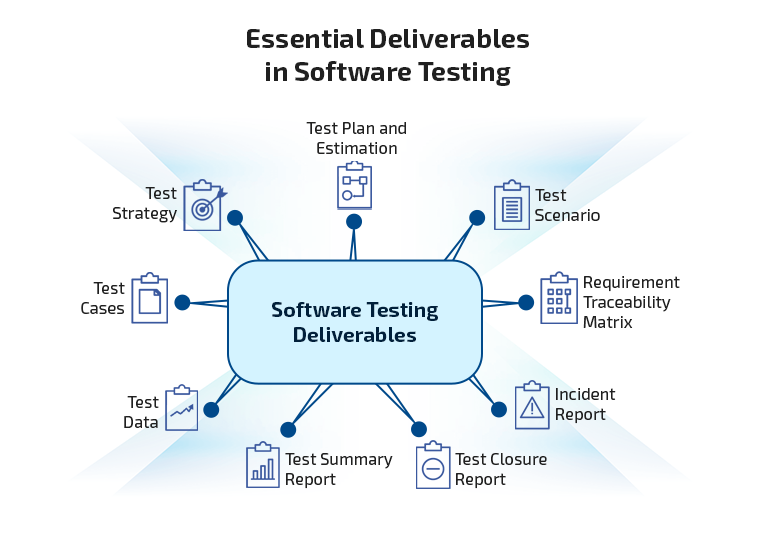 Essential Deliverables
in Software Testing
Test Plan and
Estimation
Test
Strategy
Test
Scenario
Test
Cases
Requirement
Traceability
Matrix
Software Testing
Deliverables
Test
Data
Incident
Report
Test Summary
Report
Test Closure
Report